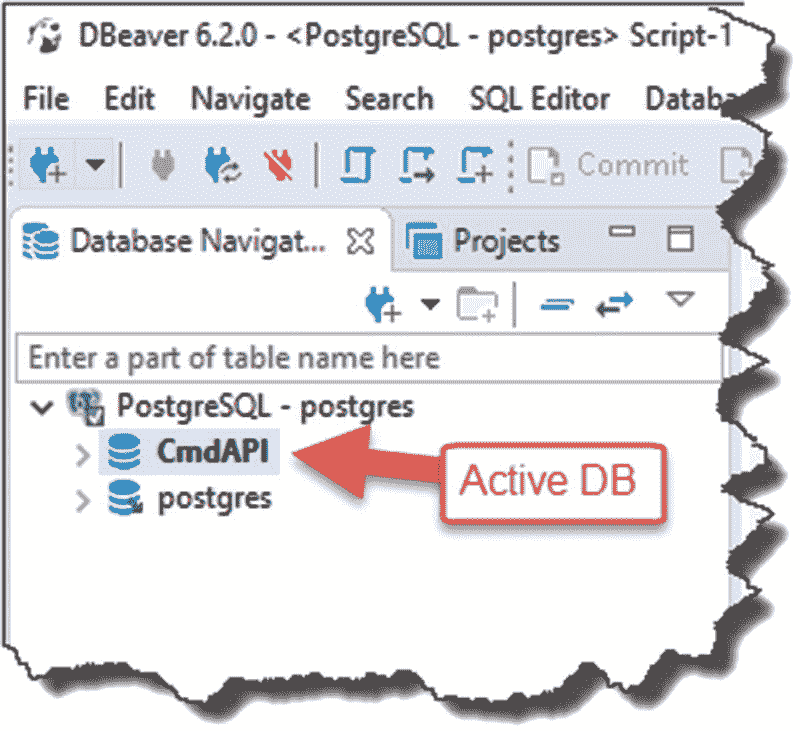 DBeaver 6.2.0 - <PostgreSQL - postgres> Script-1
File Edit Navigate Search SQL Editor Databa
Commit
Database Navigat... Projects
Enter a part of table name here
PostgreSQL - postgres
CmdAPI
Active DB
postgres